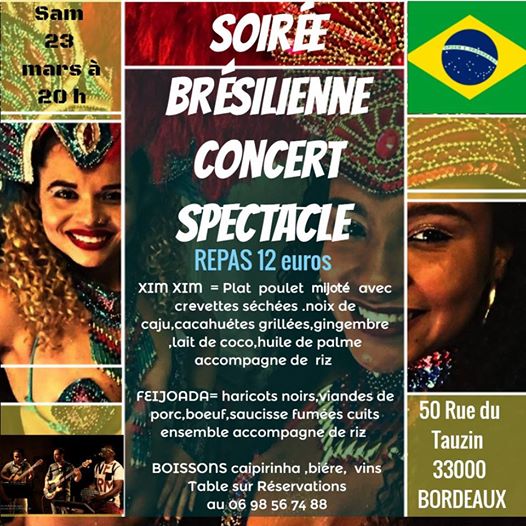 Sam
23
mars à
20 h
SOIRÉE
BRÉSILIENNE
CONCERT
SPECTACLE
REPAS 12 euros
XIM XIM = Plat poulet mijoté avec
crevettes séchées .noix de
caju,cacahuétes grillées,gingembre
,lait de coco,huile de palme
accompagne de riz
FEIJOADA= haricots noirs,viandes de
porc,boeuf,saucisse fumées cuits
ensemble accompagne de riz
BOISSONS caipirinha ,biére, vins
Table sur Réservations
au 06 98 56 74 88
50 Rue du
Tauzin
33000
BORDEAUX